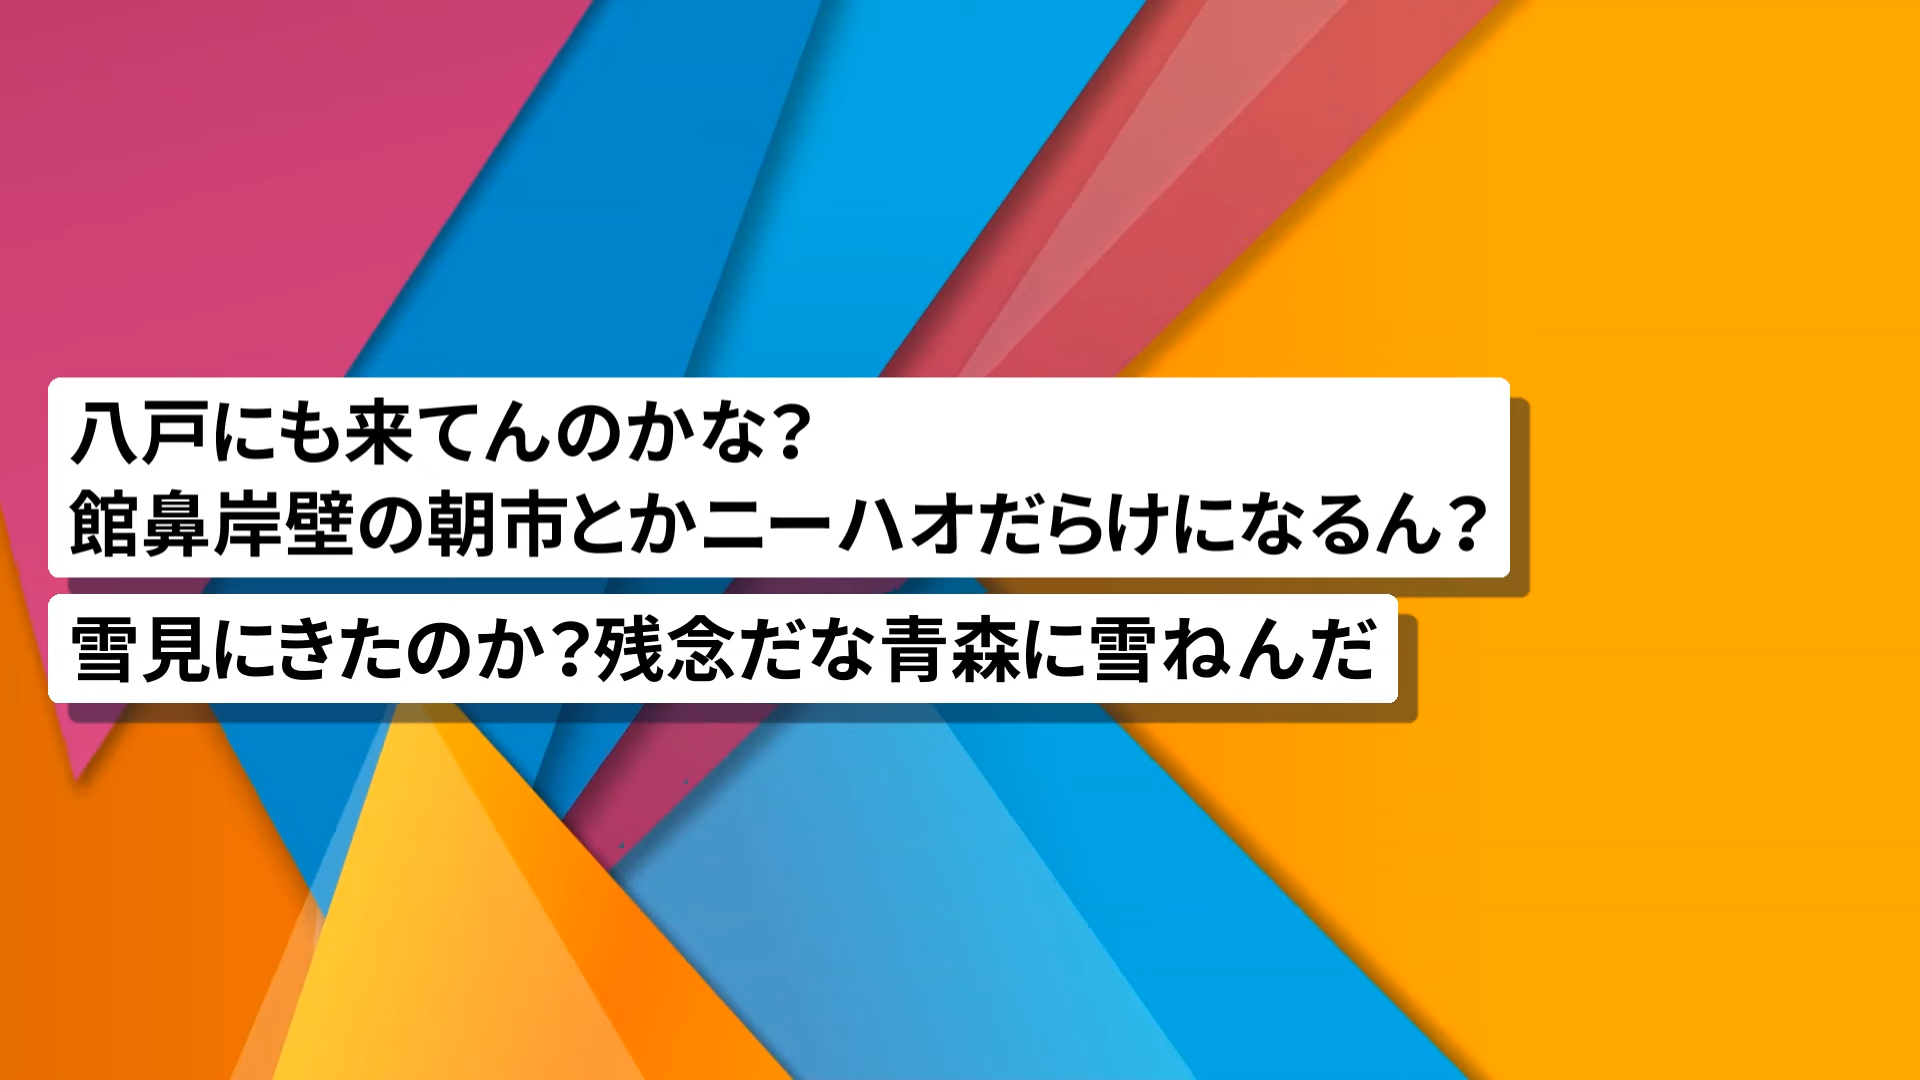 八戸にも来てんのかな？
館鼻岸壁の朝市とかニーハオだらけになるん？
雪見にきたのか？残念だな青森に雪ねんだ